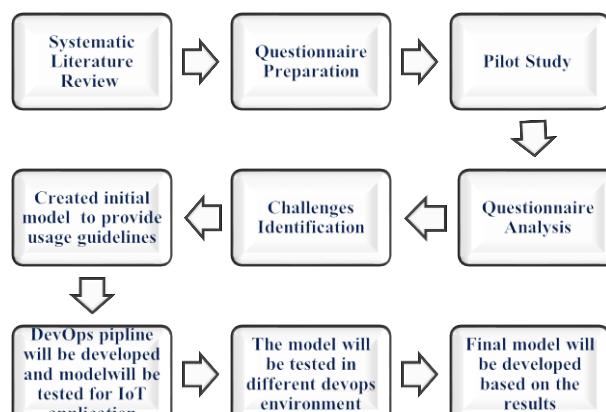 Systematic
Literature
Review
Questionnaire
Preparation
Pilot Study
Questionnaire
Analysis
Challenges
Identification
Created initial
model to provide
usage guidelines
DevOps pipline
will be developed
and modelwill be
tested for IoT
application
The model will
be tested in
different devops
environment
Final model will
be developed
based on the
results